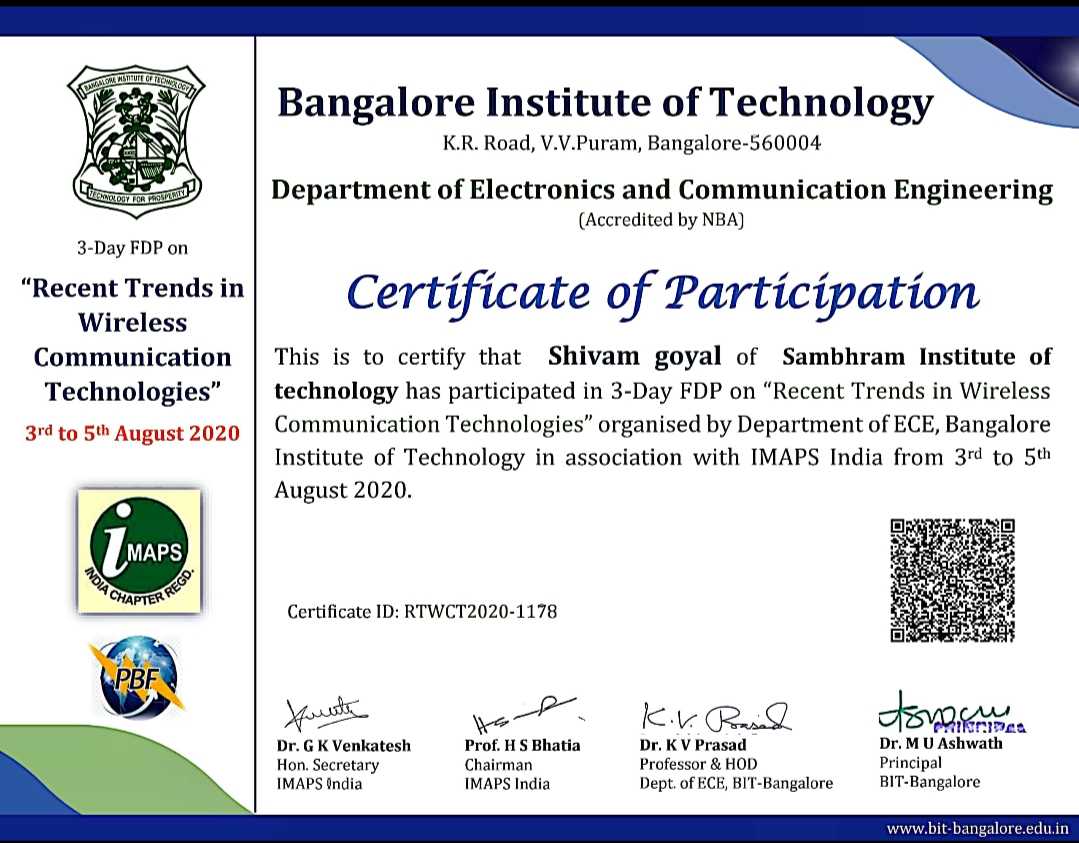 BANGALORE INSTITUTE OF TECHNOLOGY
TECHNOLOGY FOR PROSPERITY
3-Day FDP on
“Recent Trends in
Wireless
Communication
Technologies”
3rd to 5th August 2020
i MAPS
INDIA CHAPTER REGD.
PBF
Bangalore Institute of Technology
K.R. Road, V.V.Puram, Bangalore-560004
Department of Electronics and Communication Engineering
(Accredited by NBA)
Certificate of Participation
This is to certify that Shivam goyal of Sambhram Institute of
technology has participated in 3-Day FDP on “Recent Trends in Wireless
Communication Technologies” organised by Department of ECE, Bangalore
Institute of Technology in association with IMAPS India from 3rd to 5th
August 2020.
Certificate ID: RTWCT2020-1178
K.V. Prasad
PRINCIPAL
Dr. G K Venkatesh
Hon. Secretary
IMAPS India
Prof. H S Bhatia
Chairman
IMAPS India
Dr. K V Prasad
Professor & HOD
Dept. of ECE, BIT-Bangalore
Dr. M U Ashwath
Principal
BIT-Bangalore
www.bit-bangalore.edu.in